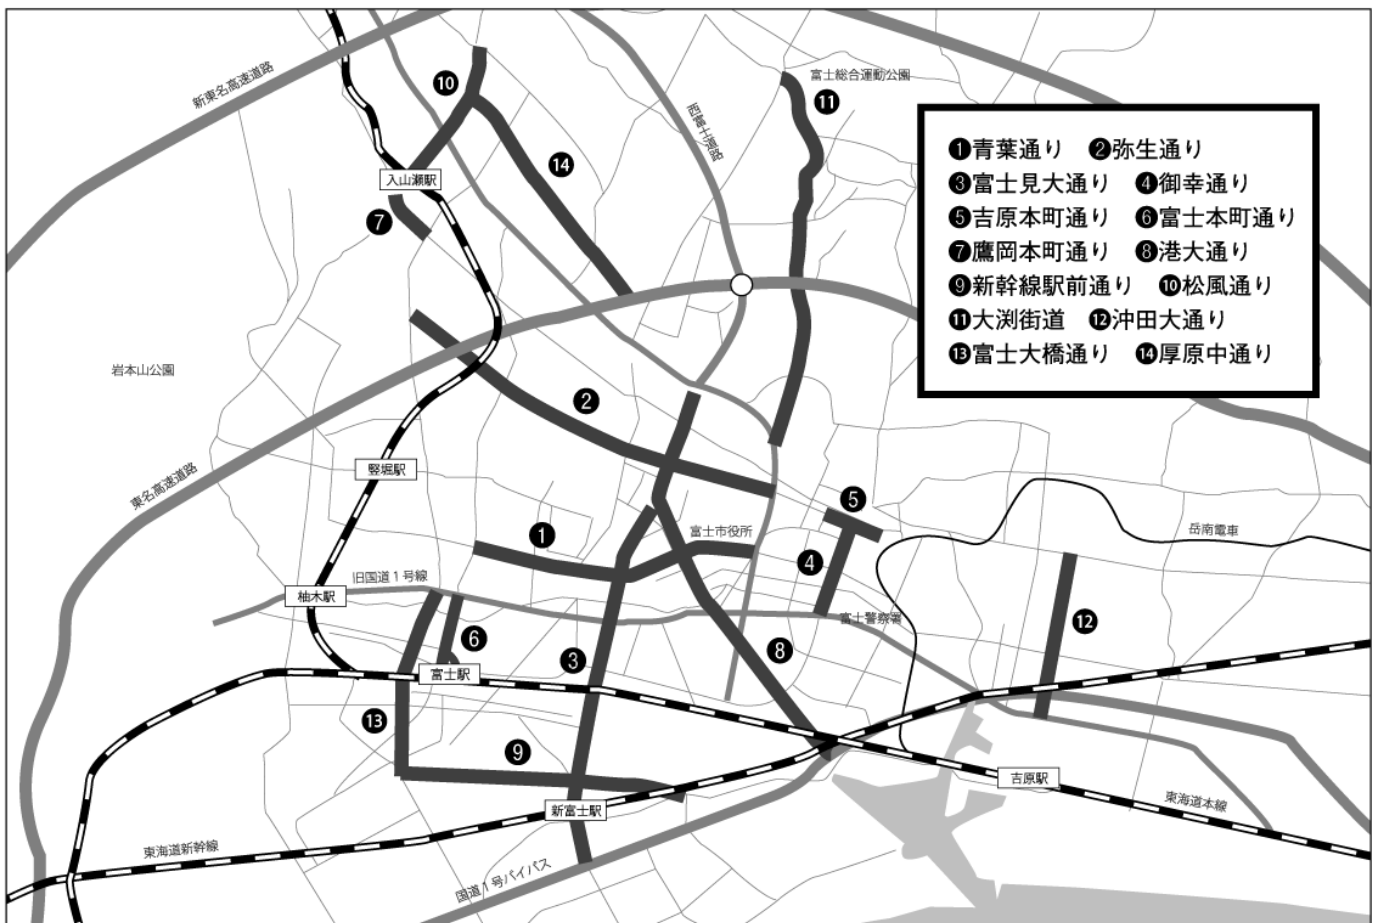 新東名高速道路
富士総合運動公園
西富士道路
❶青葉通り ❷弥生通り
❸富士見大通り ❹御幸通り
❺吉原本町通り ❻富士本町通り
❼鷹岡本町通り ❽港大通り
❾新幹線駅前通り ❿松風通り
⓫大渕街道 ⓬沖田大通り
⓭富士大橋通り ⓮厚原中通り
❿
⓫
⓮
入山瀬駅
❼
岩本山公園
❷
竪堀駅
東名高速道路
❺
❶
富士市役所
岳南電車
❹
旧国道1号線
柚木駅
富士警察署
⓬
❻
❽
❸
富士駅
⓭
❾
吉原駅
新富士駅
東海道本線
東海道新幹線
国道1号バイパス